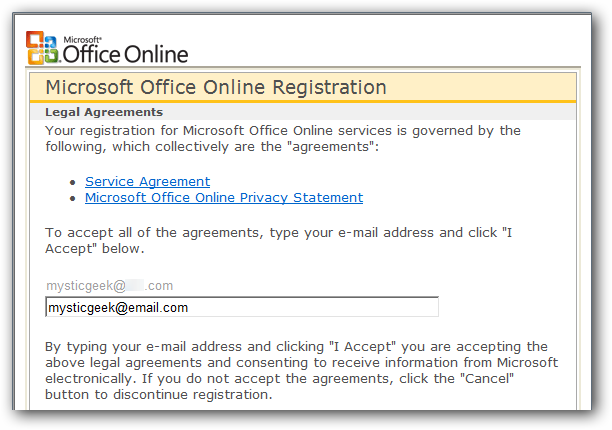 Microsoft®
Office Online
Microsoft Office Online Registration
Legal Agreements
Your registration for Microsoft Office Online services is governed by the
following, which collectively are the "agreements":
• Service Agreement
• Microsoft Office Online Privacy Statement
To accept all of the agreements, type your e-mail address and click "I
Accept" below.
mysticgeek@ .com
mysticgeek@email.com
By typing your e-mail address and clicking "I Accept" you are accepting the
above legal agreements and consenting to receive information from Microsoft
electronically. If you do not accept the agreements, click the "Cancel"
button to discontinue registration.